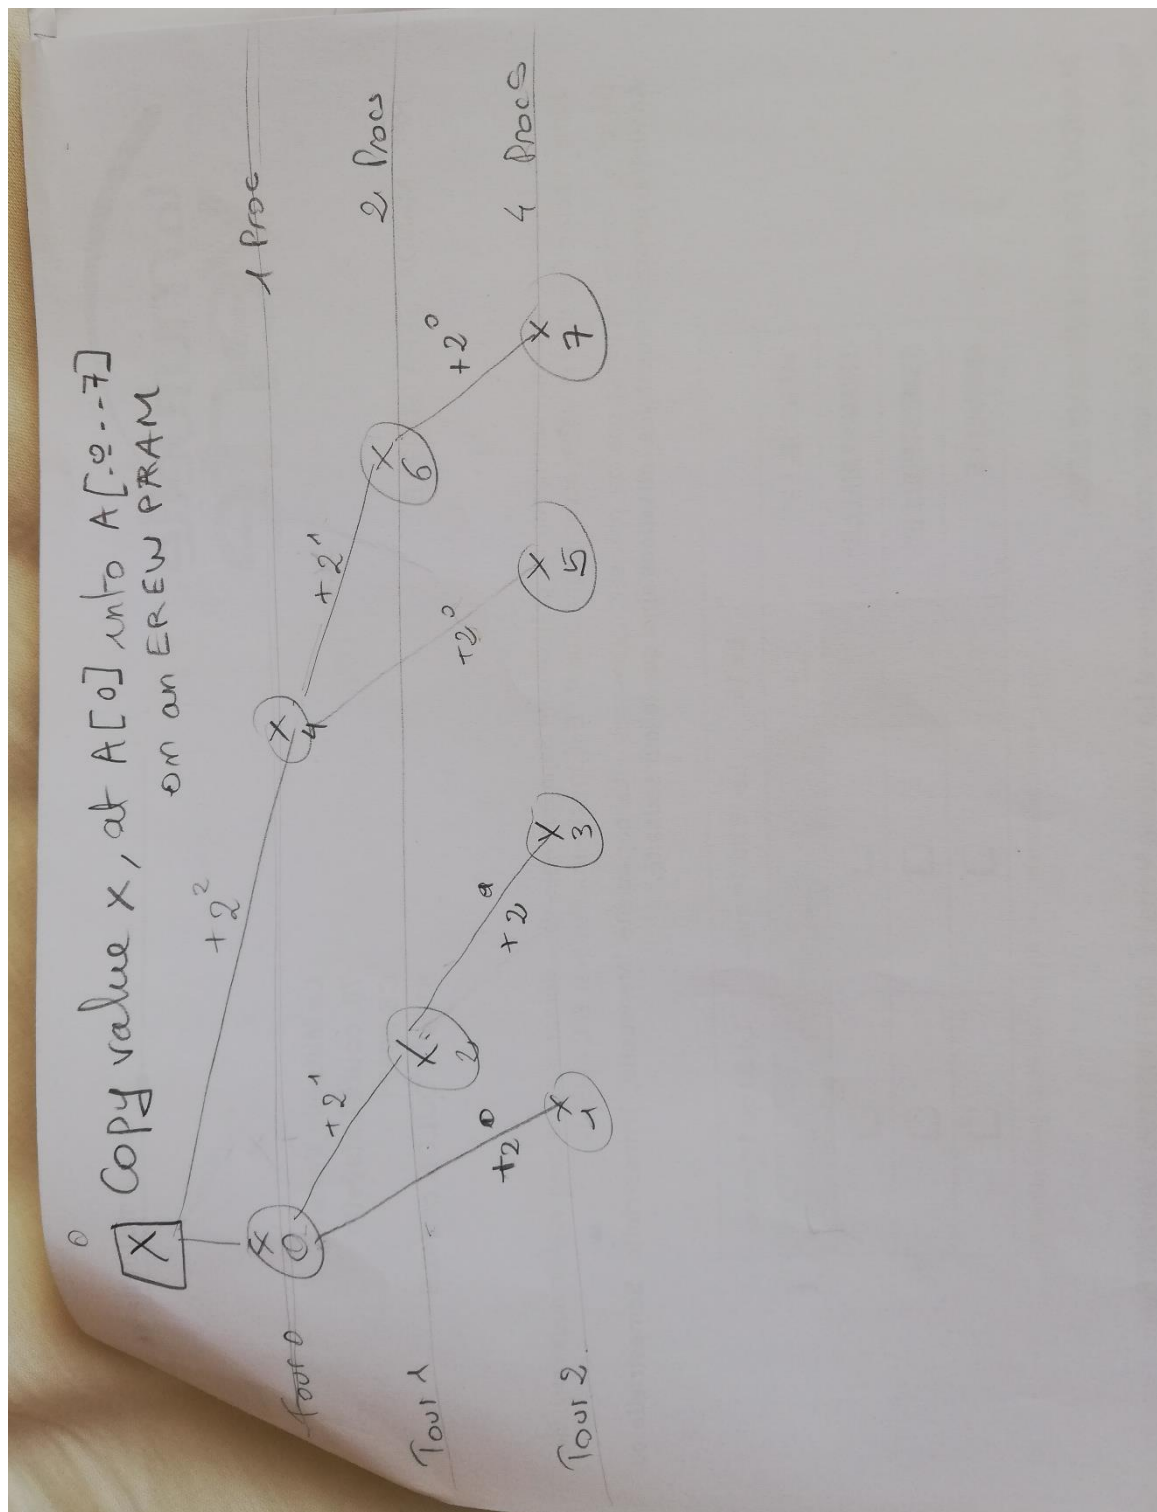 0
X Copy value X, at A[0] into A[0--7]
on an EREW PRAM
+2²
Tour 0 X 0 X 4 1 Proc
+2¹ +2¹
Tour 1 X 2 X 6 2 Procs
+2⁰ +2⁰ +2⁰ +2⁰
Tour 2 X 1 X 3 X 5 X 7 4 Procs